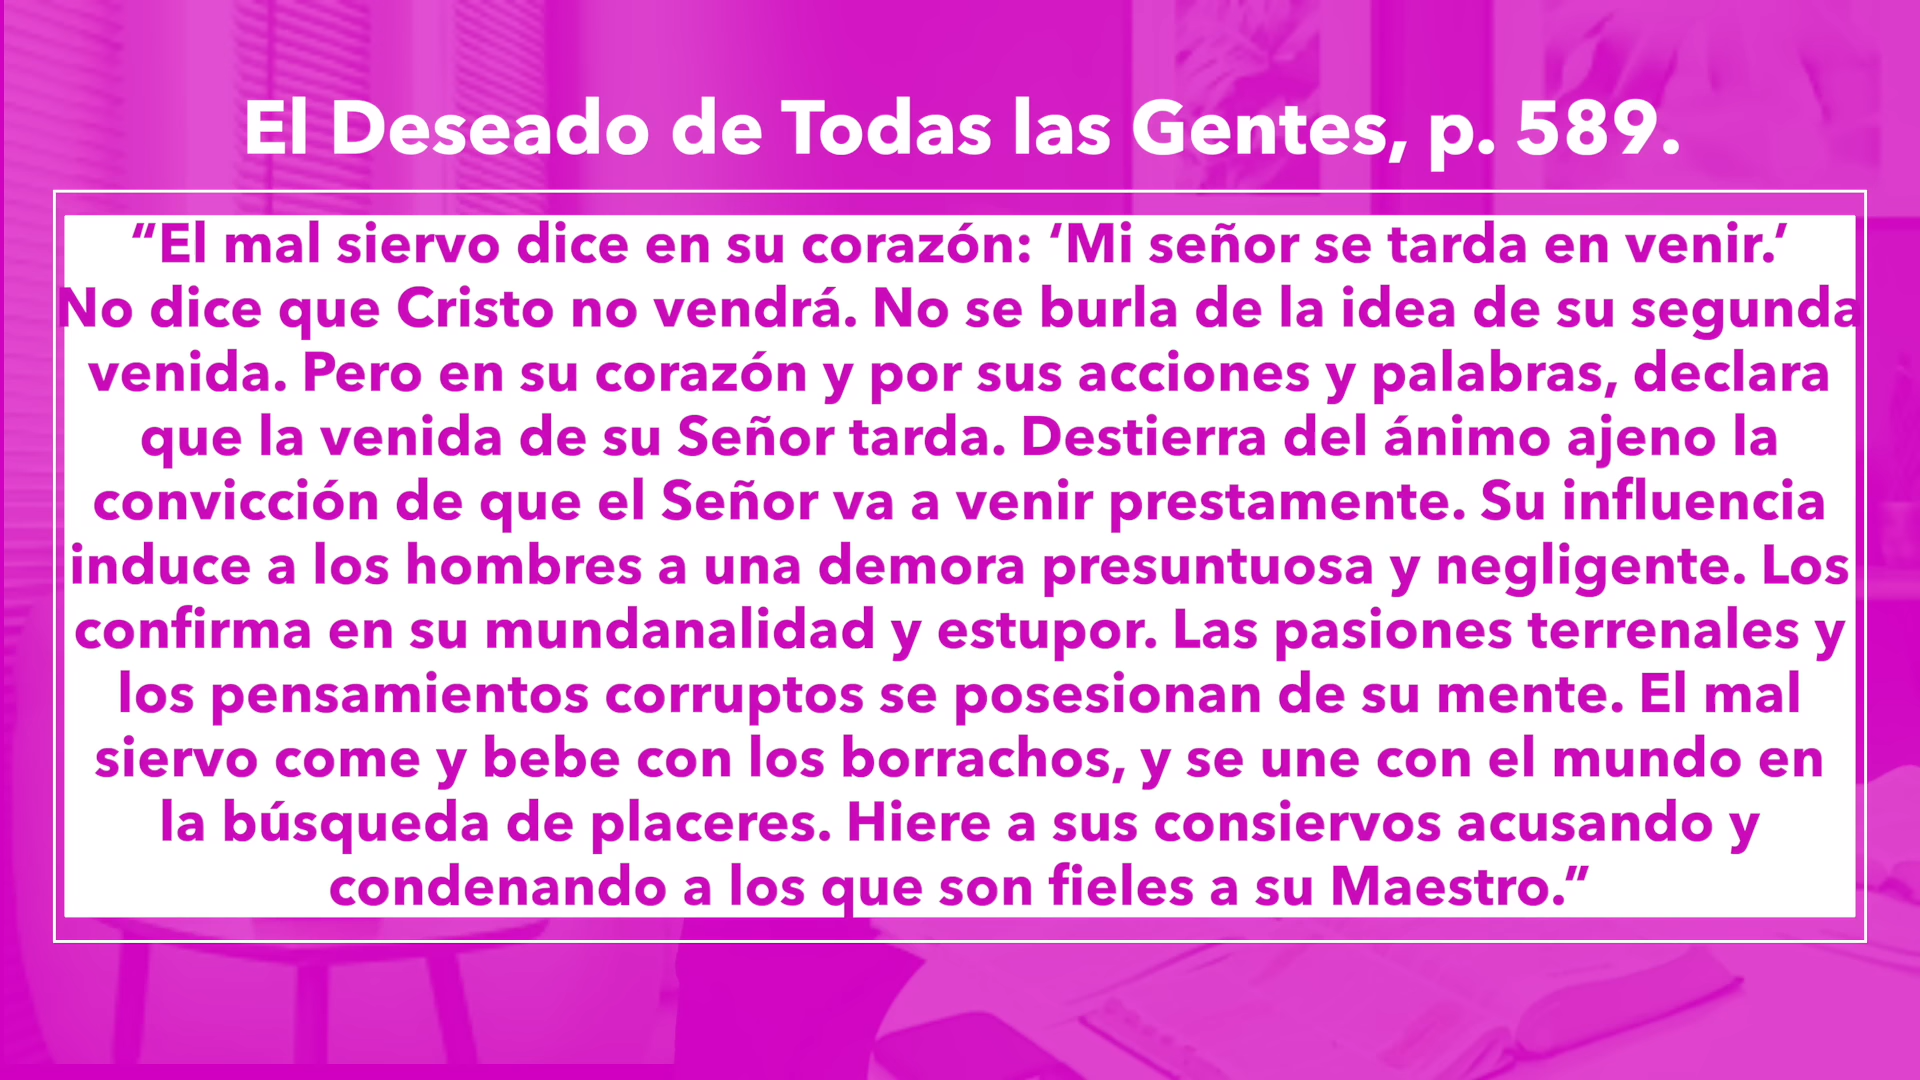 El Deseado de Todas las Gentes, p. 589.
“El mal siervo dice en su corazón: ‘Mi señor se tarda en venir.’
No dice que Cristo no vendrá. No se burla de la idea de su segunda
venida. Pero en su corazón y por sus acciones y palabras, declara
que la venida de su Señor tarda. Destierra del ánimo ajeno la
convicción de que el Señor va a venir prestamente. Su influencia
induce a los hombres a una demora presuntuosa y negligente. Los
confirma en su mundanalidad y estupor. Las pasiones terrenales y
los pensamientos corruptos se posesionan de su mente. El mal
siervo come y bebe con los borrachos, y se une con el mundo en
la búsqueda de placeres. Hiere a sus consiervos acusando y
condenando a los que son fieles a su Maestro.”